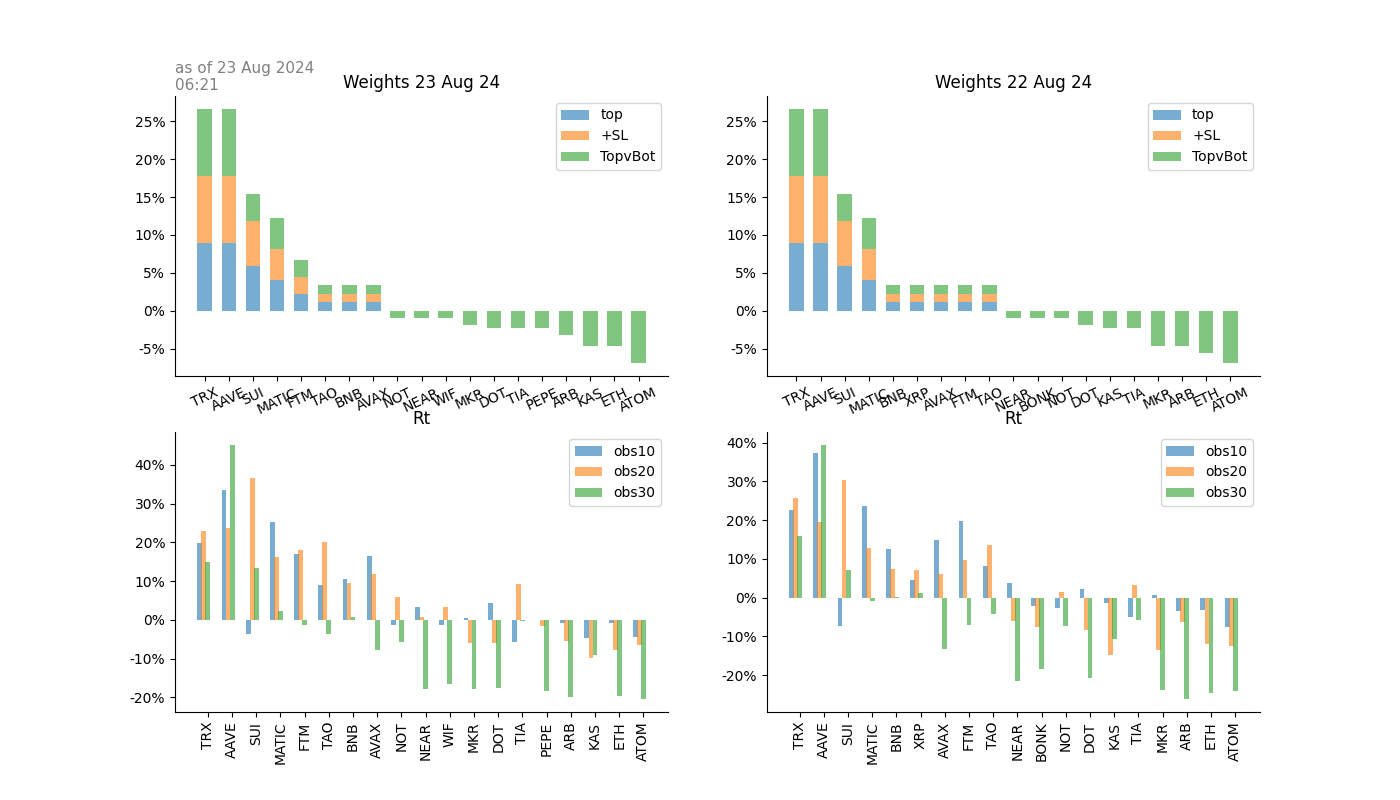 as of 23 Aug 2024
06:21
Weights 23 Aug 24
25%
20%
15%
10%
5%
0%
-5%
top
+SL
TopvBot
TRX AAVE SUI MATIC FTM TAO BNB AVAX NOT NEAR WIF MKR DOT TIA PEPE ARB KAS ETH ATOM
Weights 22 Aug 24
25%
20%
15%
10%
5%
0%
-5%
top
+SL
TopvBot
TRX AAVE SUI MATIC BNB XRP AVAX FTM TAO NEAR BONK NOT DOT KAS TIA MKR ARB ETH ATOM
Rt
40%
30%
20%
10%
0%
-10%
-20%
obs10
obs20
obs30
TRX AAVE SUI MATIC FTM TAO BNB AVAX NOT NEAR WIF MKR DOT TIA PEPE ARB KAS ETH ATOM
Rt
40%
30%
20%
10%
0%
-10%
-20%
obs10
obs20
obs30
TRX AAVE SUI MATIC BNB XRP AVAX FTM TAO NEAR BONK NOT DOT KAS TIA MKR ARB ETH ATOM